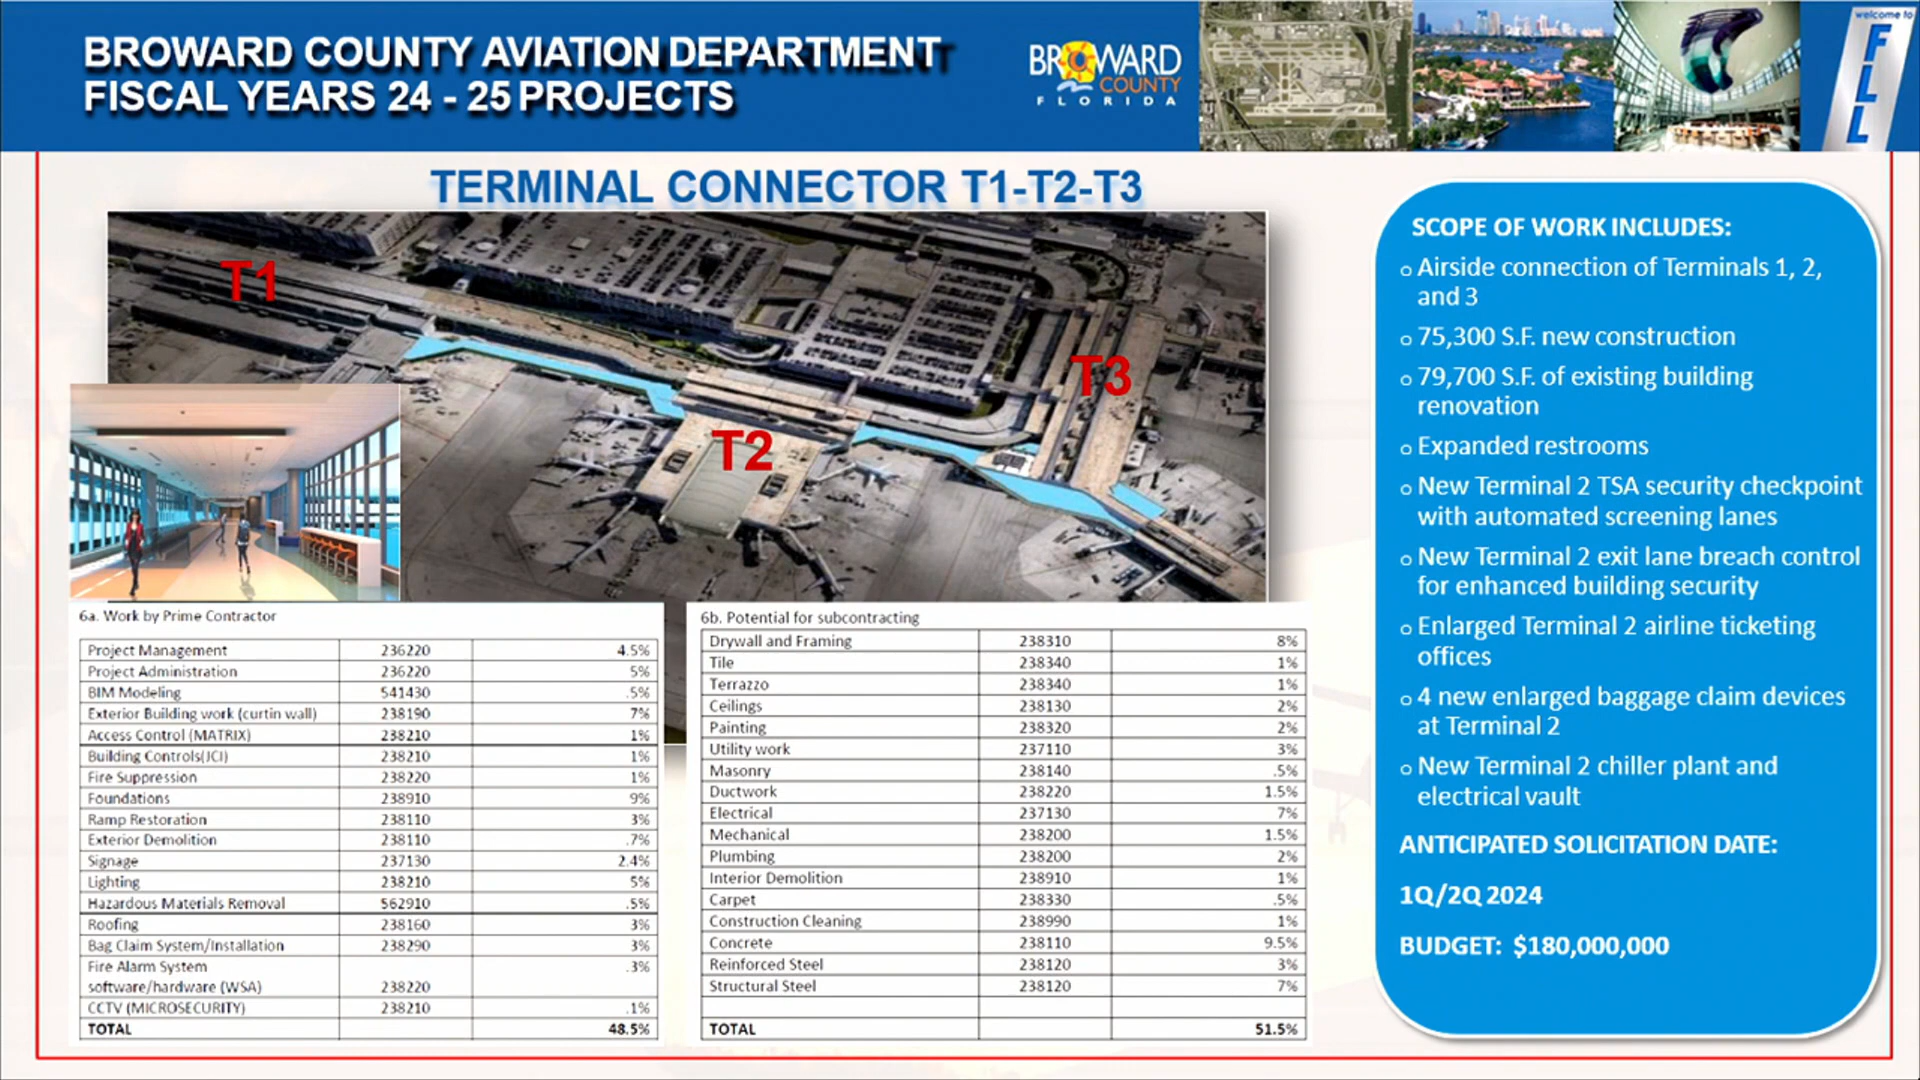 BROWARD COUNTY AVIATION DEPARTMENT
FISCAL YEARS 24 - 25 PROJECTS
BROWARD
COUNTY
FLORIDA
welcome to
FLL
TERMINAL CONNECTOR T1-T2-T3
T1
T2
T3
6a. Work by Prime Contractor
Project Management 236220 4.5%
Project Administration 236220 5%
BIM Modeling 541430 .5%
Exterior Building work (curtin wall) 238190 7%
Access Control (MATRIX) 238210 1%
Building Controls(JCI) 238210 1%
Fire Suppression 238220 1%
Foundations 238910 9%
Ramp Restoration 238110 3%
Exterior Demolition 238110 .7%
Signage 237130 2.4%
Lighting 238210 5%
Hazardous Materials Removal 562910 .5%
Roofing 238160 3%
Bag Claim System/Installation 238290 3%
Fire Alarm System .3%
software/hardware (WSA) 238220
CCTV (MICROSECURITY) 238210 .1%
TOTAL 48.5%
6b. Potential for subcontracting
Drywall and Framing 238310 8%
Tile 238340 1%
Terrazzo 238340 1%
Ceilings 238130 2%
Painting 238320 2%
Utility work 237110 3%
Masonry 238140 .5%
Ductwork 238220 1.5%
Electrical 237130 7%
Mechanical 238200 1.5%
Plumbing 238200 2%
Interior Demolition 238910 1%
Carpet 238330 .5%
Construction Cleaning 238990 1%
Concrete 238110 9.5%
Reinforced Steel 238120 3%
Structural Steel 238120 7%
TOTAL 51.5%
SCOPE OF WORK INCLUDES:
o Airside connection of Terminals 1, 2,
and 3
o 75,300 S.F. new construction
o 79,700 S.F. of existing building
renovation
o Expanded restrooms
o New Terminal 2 TSA security checkpoint
with automated screening lanes
o New Terminal 2 exit lane breach control
for enhanced building security
o Enlarged Terminal 2 airline ticketing
offices
o 4 new enlarged baggage claim devices
at Terminal 2
o New Terminal 2 chiller plant and
electrical vault
ANTICIPATED SOLICITATION DATE:
1Q/2Q 2024
BUDGET: $180,000,000